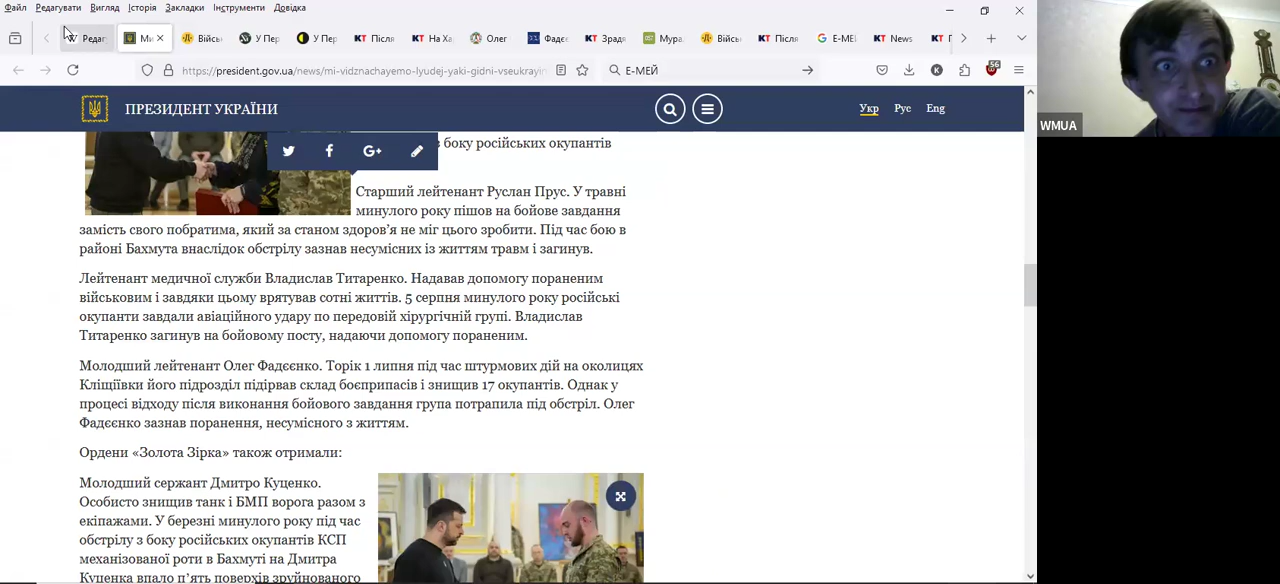 Файл Редагувати Вигляд Історія Закладки Інструменти Довідка
Редаг Ми Війсь У Пер У Пер Після На Ха Олег Фадєє Зрадя Мура Війсь Після Е-МЕЙ News
https://president.gov.ua/news/mi-vidznachayemo-lyudej-yaki-gidni-vseukrayin Е-МЕЙ 56
ПРЕЗИДЕНТ УКРАЇНИ Укр Рус Eng
WMUA
з боку російських окупантів
Старший лейтенант Руслан Прус. У травні
минулого року пішов на бойове завдання
замість свого побратима, який за станом здоров'я не міг цього зробити. Під час бою в
районі Бахмута внаслідок обстрілу зазнав несумісних із життям травм і загинув.
Лейтенант медичної служби Владислав Титаренко. Надавав допомогу пораненим
військовим і завдяки цьому врятував сотні життів. 5 серпня минулого року російські
окупанти завдали авіаційного удару по передовій хірургічній групі. Владислав
Титаренко загинув на бойовому посту, надаючи допомогу пораненим.
Молодший лейтенант Олег Фадєєнко. Торік 1 липня під час штурмових дій на околицях
Кліщіївки його підрозділ підірвав склад боєприпасів і знищив 17 окупантів. Однак у
процесі відходу після виконання бойового завдання група потрапила під обстріл. Олег
Фадєєнко зазнав поранення, несумісного з життям.
Ордени «Золота Зірка» також отримали:
Молодший сержант Дмитро Куценко.
Особисто знищив танк і БМП ворога разом з
екіпажами. У березні минулого року під час
обстрілу з боку російських окупантів КСП
механізованої роти в Бахмуті на Дмитра
Куценка впало п'ять поверхів зруйнованого